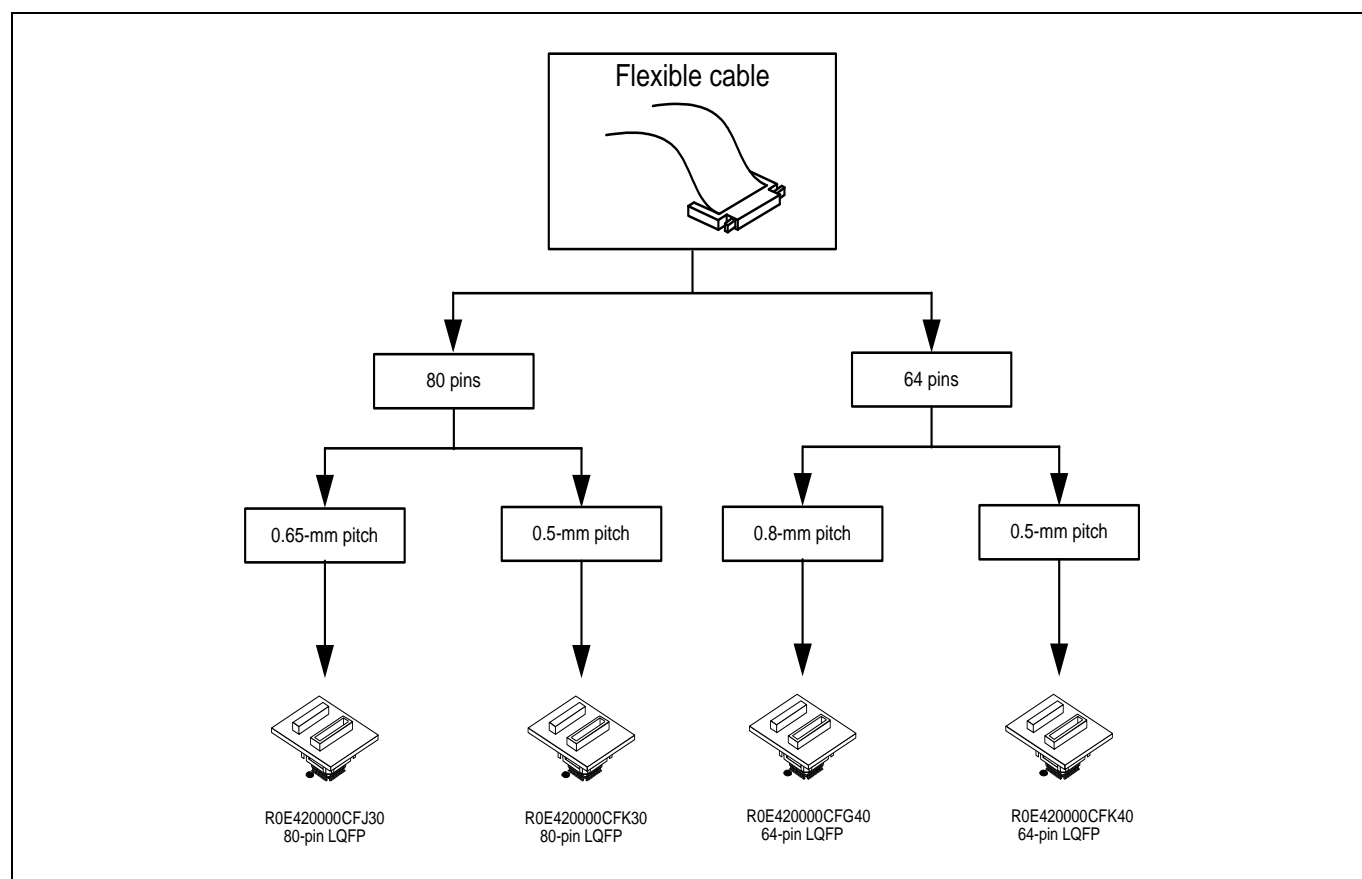 Flexible cable
80 pins
64 pins
0.65-mm pitch
0.5-mm pitch
0.8-mm pitch
0.5-mm pitch
R0E420000CFJ30
80-pin LQFP
R0E420000CFK30
80-pin LQFP
R0E420000CFG40
64-pin LQFP
R0E420000CFK40
64-pin LQFP